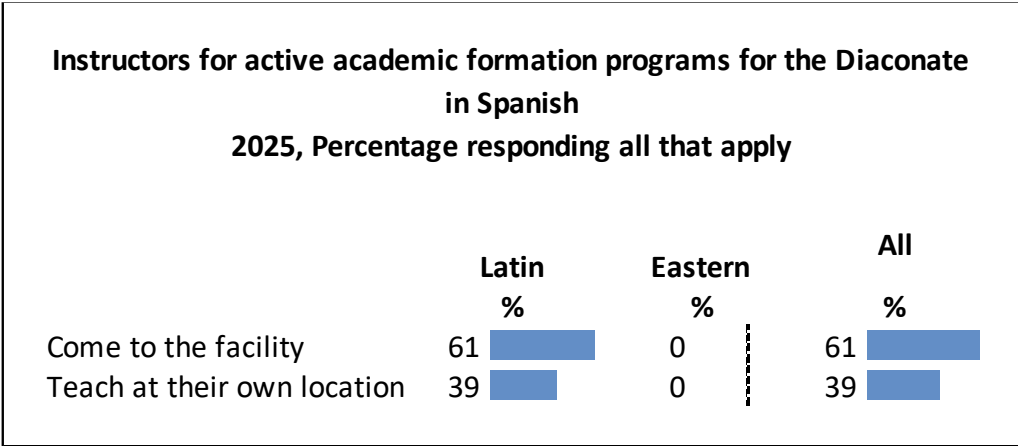 Instructors for active academic formation programs for the Diaconate
in Spanish
2025, Percentage responding all that apply
Latin Eastern All
% % %
Come to the facility 61 0 61
Teach at their own location 39 0 39